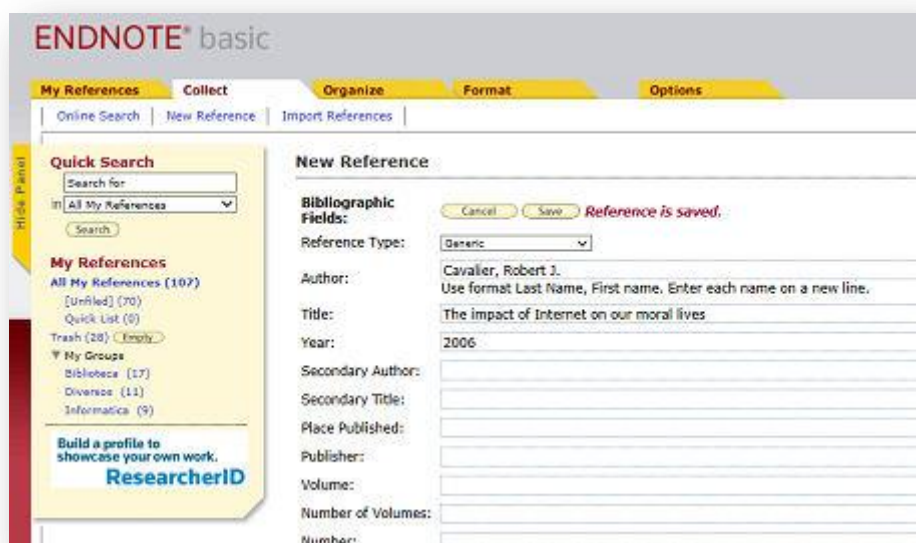 ENDNOTE® basic
My References Collect Organize Format Options
Online Search New Reference Import References
Hide Panel
Quick Search
Search for
in All My References
Search
My References
All My References (107)
[Unfiled] (70)
Quick List (0)
Trash (28) Empty
▼ My Groups
Biblioteca (17)
Diversos (11)
Informatica (9)
Build a profile to
showcase your own work.
ResearcherID
New Reference
Bibliographic
Fields:
Cancel Save Reference is saved.
Reference Type: Generic
Author: Cavalier, Robert J.
Use format Last Name, First name. Enter each name on a new line.
Title: The impact of Internet on our moral lives
Year: 2006
Secondary Author:
Secondary Title:
Place Published:
Publisher:
Volume:
Number of Volumes:
Number: